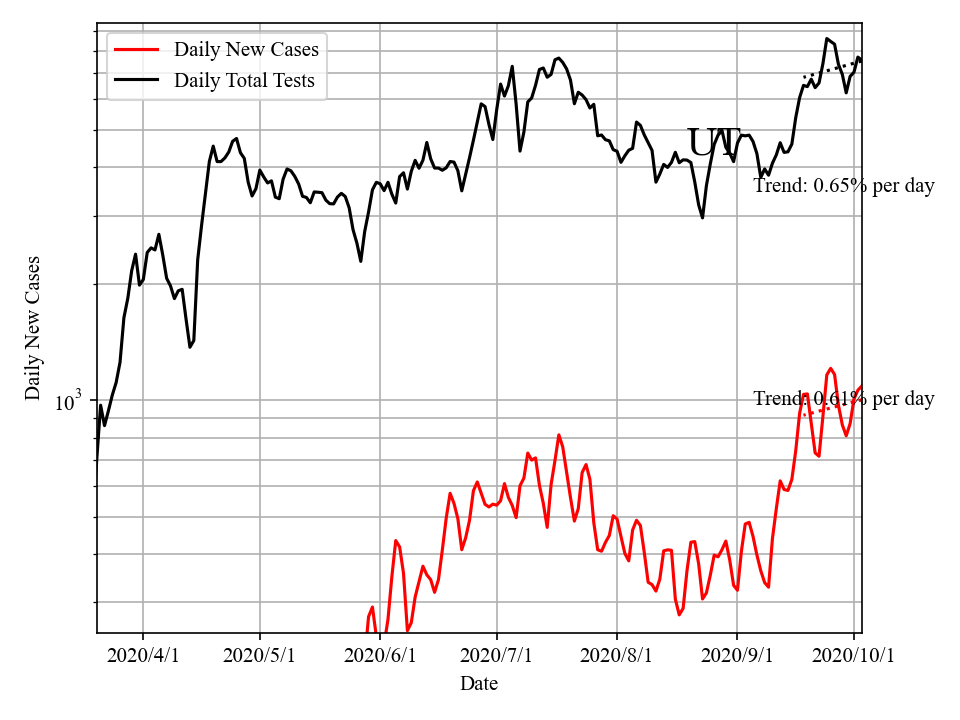 Daily New Cases
Daily Total Tests
UT
Trend: 0.65% per day
Trend: 0.61% per day
Daily New Cases
10^3
2020/4/1 2020/5/1 2020/6/1 2020/7/1 2020/8/1 2020/9/1 2020/10/1
Date